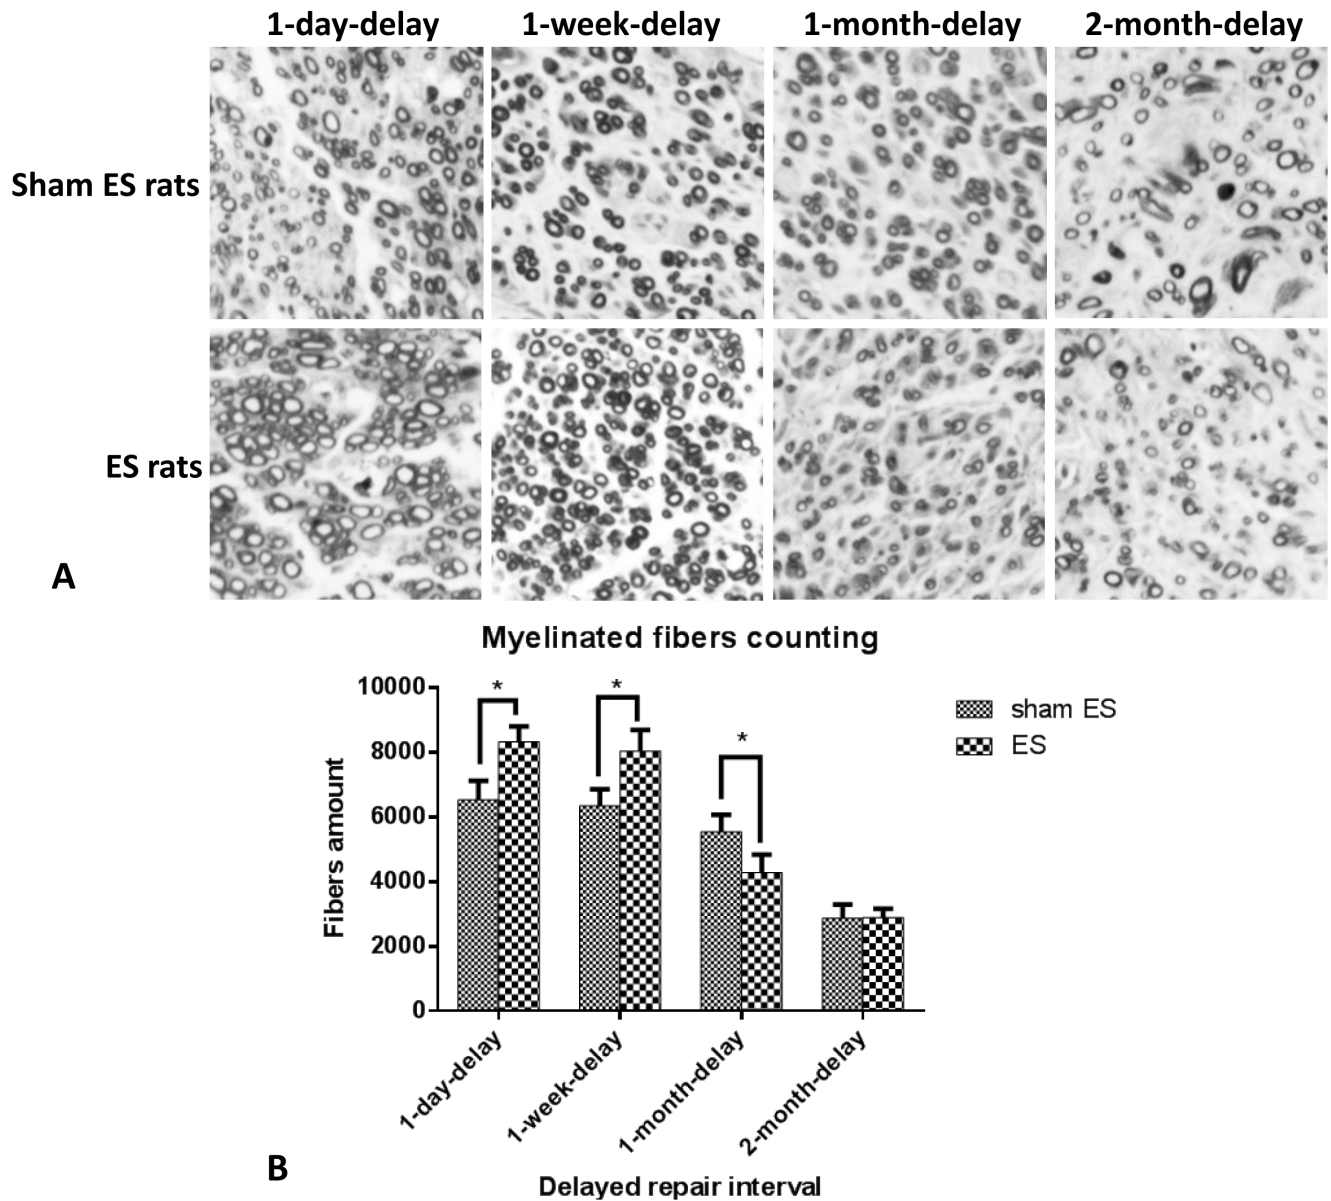 1-day-delay 1-week-delay 1-month-delay 2-month-delay
Sham ES rats
ES rats
A
Myelinated fibers counting
10000
8000
6000
4000
2000
0
Fibers amount
* * *
sham ES
ES
1-day-delay 1-week-delay 1-month-delay 2-month-delay
B
Delayed repair interval